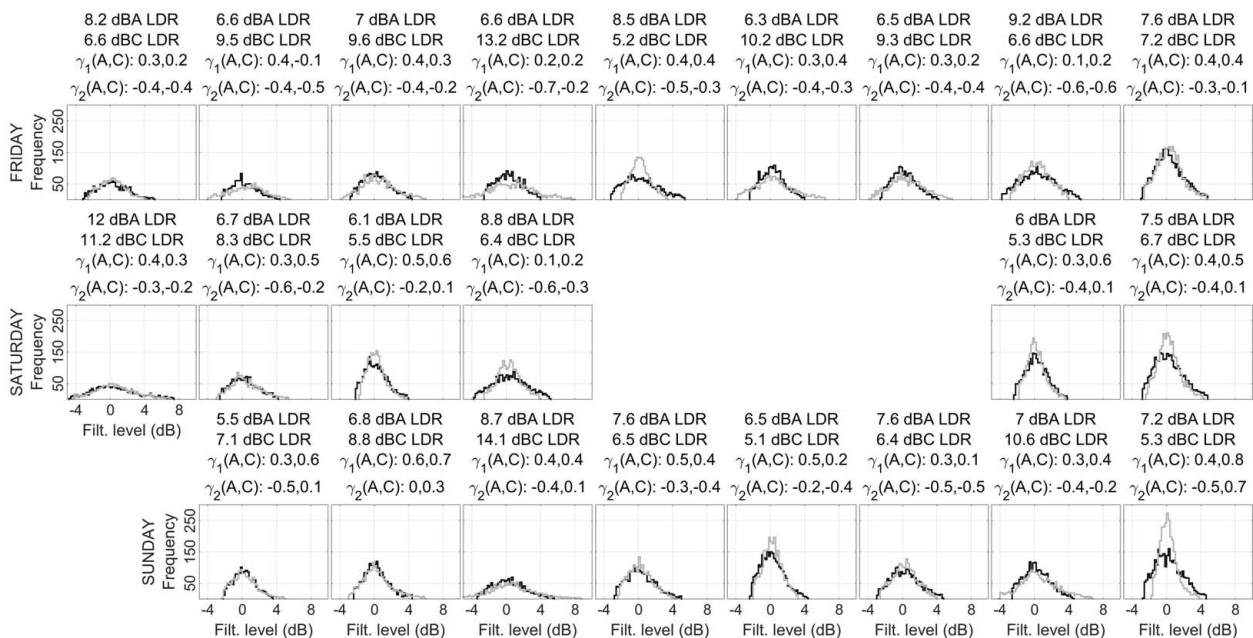 8.2 dBA LDR
6.6 dBC LDR
γ1(A,C): 0.3,0.2
γ2(A,C): -0.4,-0.4
6.6 dBA LDR
9.5 dBC LDR
γ1(A,C): 0.4,-0.1
γ2(A,C): -0.4,-0.5
7 dBA LDR
9.6 dBC LDR
γ1(A,C): 0.4,0.3
γ2(A,C): -0.4,-0.2
6.6 dBA LDR
13.2 dBC LDR
γ1(A,C): 0.2,0.2
γ2(A,C): -0.7,-0.2
8.5 dBA LDR
5.2 dBC LDR
γ1(A,C): 0.4,0.4
γ2(A,C): -0.5,-0.3
6.3 dBA LDR
10.2 dBC LDR
γ1(A,C): 0.3,0.4
γ2(A,C): -0.4,-0.3
6.5 dBA LDR
9.3 dBC LDR
γ1(A,C): 0.3,0.2
γ2(A,C): -0.4,-0.4
9.2 dBA LDR
6.6 dBC LDR
γ1(A,C): 0.1,0.2
γ2(A,C): -0.6,-0.6
7.6 dBA LDR
7.2 dBC LDR
γ1(A,C): 0.4,0.4
γ2(A,C): -0.3,-0.1
FRIDAY
Frequency
250
150
50
12 dBA LDR
11.2 dBC LDR
γ1(A,C): 0.4,0.3
γ2(A,C): -0.3,-0.2
6.7 dBA LDR
8.3 dBC LDR
γ1(A,C): 0.3,0.5
γ2(A,C): -0.6,-0.2
6.1 dBA LDR
5.5 dBC LDR
γ1(A,C): 0.5,0.6
γ2(A,C): -0.2,0.1
8.8 dBA LDR
6.4 dBC LDR
γ1(A,C): 0.1,0.2
γ2(A,C): -0.6,-0.3
6 dBA LDR
5.3 dBC LDR
γ1(A,C): 0.3,0.6
γ2(A,C): -0.4,0.1
7.5 dBA LDR
6.7 dBC LDR
γ1(A,C): 0.4,0.5
γ2(A,C): -0.4,0.1
SATURDAY
Frequency
250
150
50
-4 0 4 8
Filt. level (dB)
5.5 dBA LDR
7.1 dBC LDR
γ1(A,C): 0.3,0.6
γ2(A,C): -0.5,0.1
6.8 dBA LDR
8.8 dBC LDR
γ1(A,C): 0.6,0.7
γ2(A,C): 0,0.3
8.7 dBA LDR
14.1 dBC LDR
γ1(A,C): 0.4,0.4
γ2(A,C): -0.4,0.1
7.6 dBA LDR
6.5 dBC LDR
γ1(A,C): 0.5,0.4
γ2(A,C): -0.3,-0.4
6.5 dBA LDR
5.1 dBC LDR
γ1(A,C): 0.5,0.2
γ2(A,C): -0.2,-0.4
7.6 dBA LDR
6.4 dBC LDR
γ1(A,C): 0.3,0.1
γ2(A,C): -0.5,-0.5
7 dBA LDR
10.6 dBC LDR
γ1(A,C): 0.3,0.4
γ2(A,C): -0.4,-0.2
7.2 dBA LDR
5.3 dBC LDR
γ1(A,C): 0.4,0.8
γ2(A,C): -0.5,0.7
SUNDAY
Frequency
250
150
50
-4 0 4 8
Filt. level (dB)
-4 0 4 8
Filt. level (dB)
-4 0 4 8
Filt. level (dB)
-4 0 4 8
Filt. level (dB)
-4 0 4 8
Filt. level (dB)
-4 0 4 8
Filt. level (dB)
-4 0 4 8
Filt. level (dB)
-4 0 4 8
Filt. level (dB)